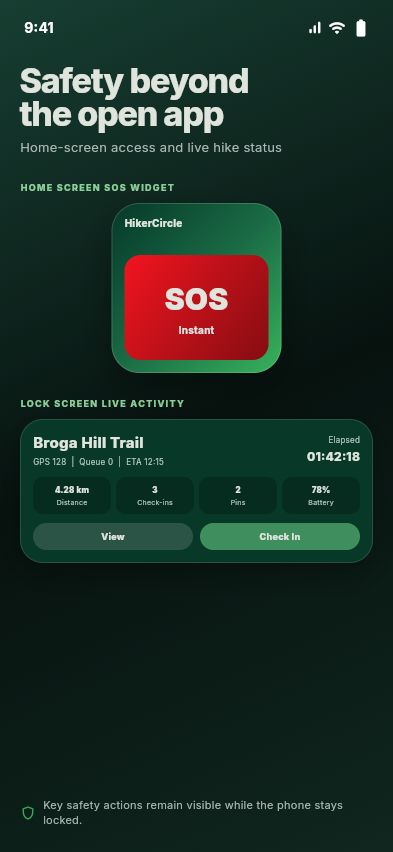 9:41
Safety beyond
the open app
Home-screen access and live hike status
HOME SCREEN SOS WIDGET
HikerCircle
SOS
Instant
LOCK SCREEN LIVE ACTIVITY
Broga Hill Trail
Elapsed
GPS 128 | Queue 0 | ETA 12:15
01:42:18
4.28 km
Distance
3
Check-ins
2
Pins
78%
Battery
View
Check In
Key safety actions remain visible while the phone stays
locked.